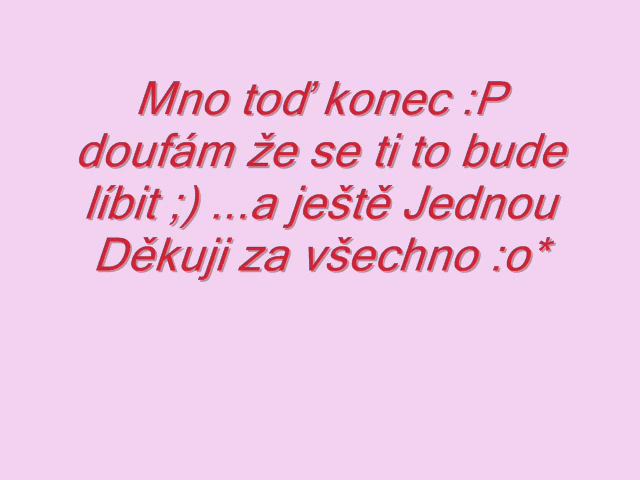 Mno toď konec :P
doufám že se ti to bude
líbit ;) ...a ještě Jednou
Děkuji za všechno :o*